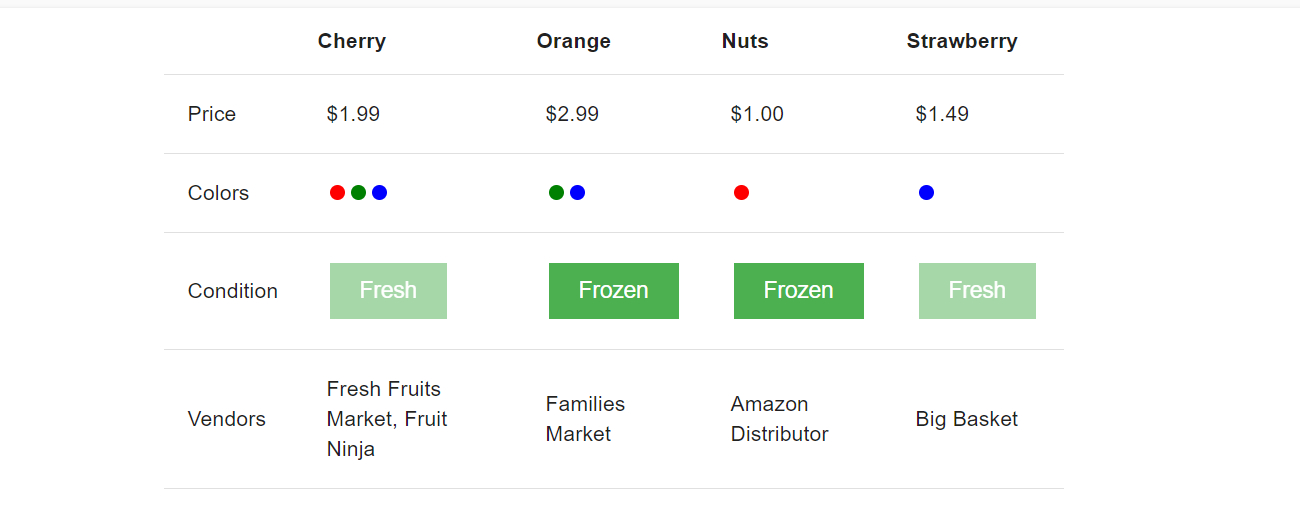 Cherry Orange Nuts Strawberry
Price $1.99 $2.99 $1.00 $1.49
Colors
Condition Fresh Frozen Frozen Fresh
Vendors
Fresh Fruits
Market, Fruit
Ninja
Families
Market
Amazon
Distributor
Big Basket